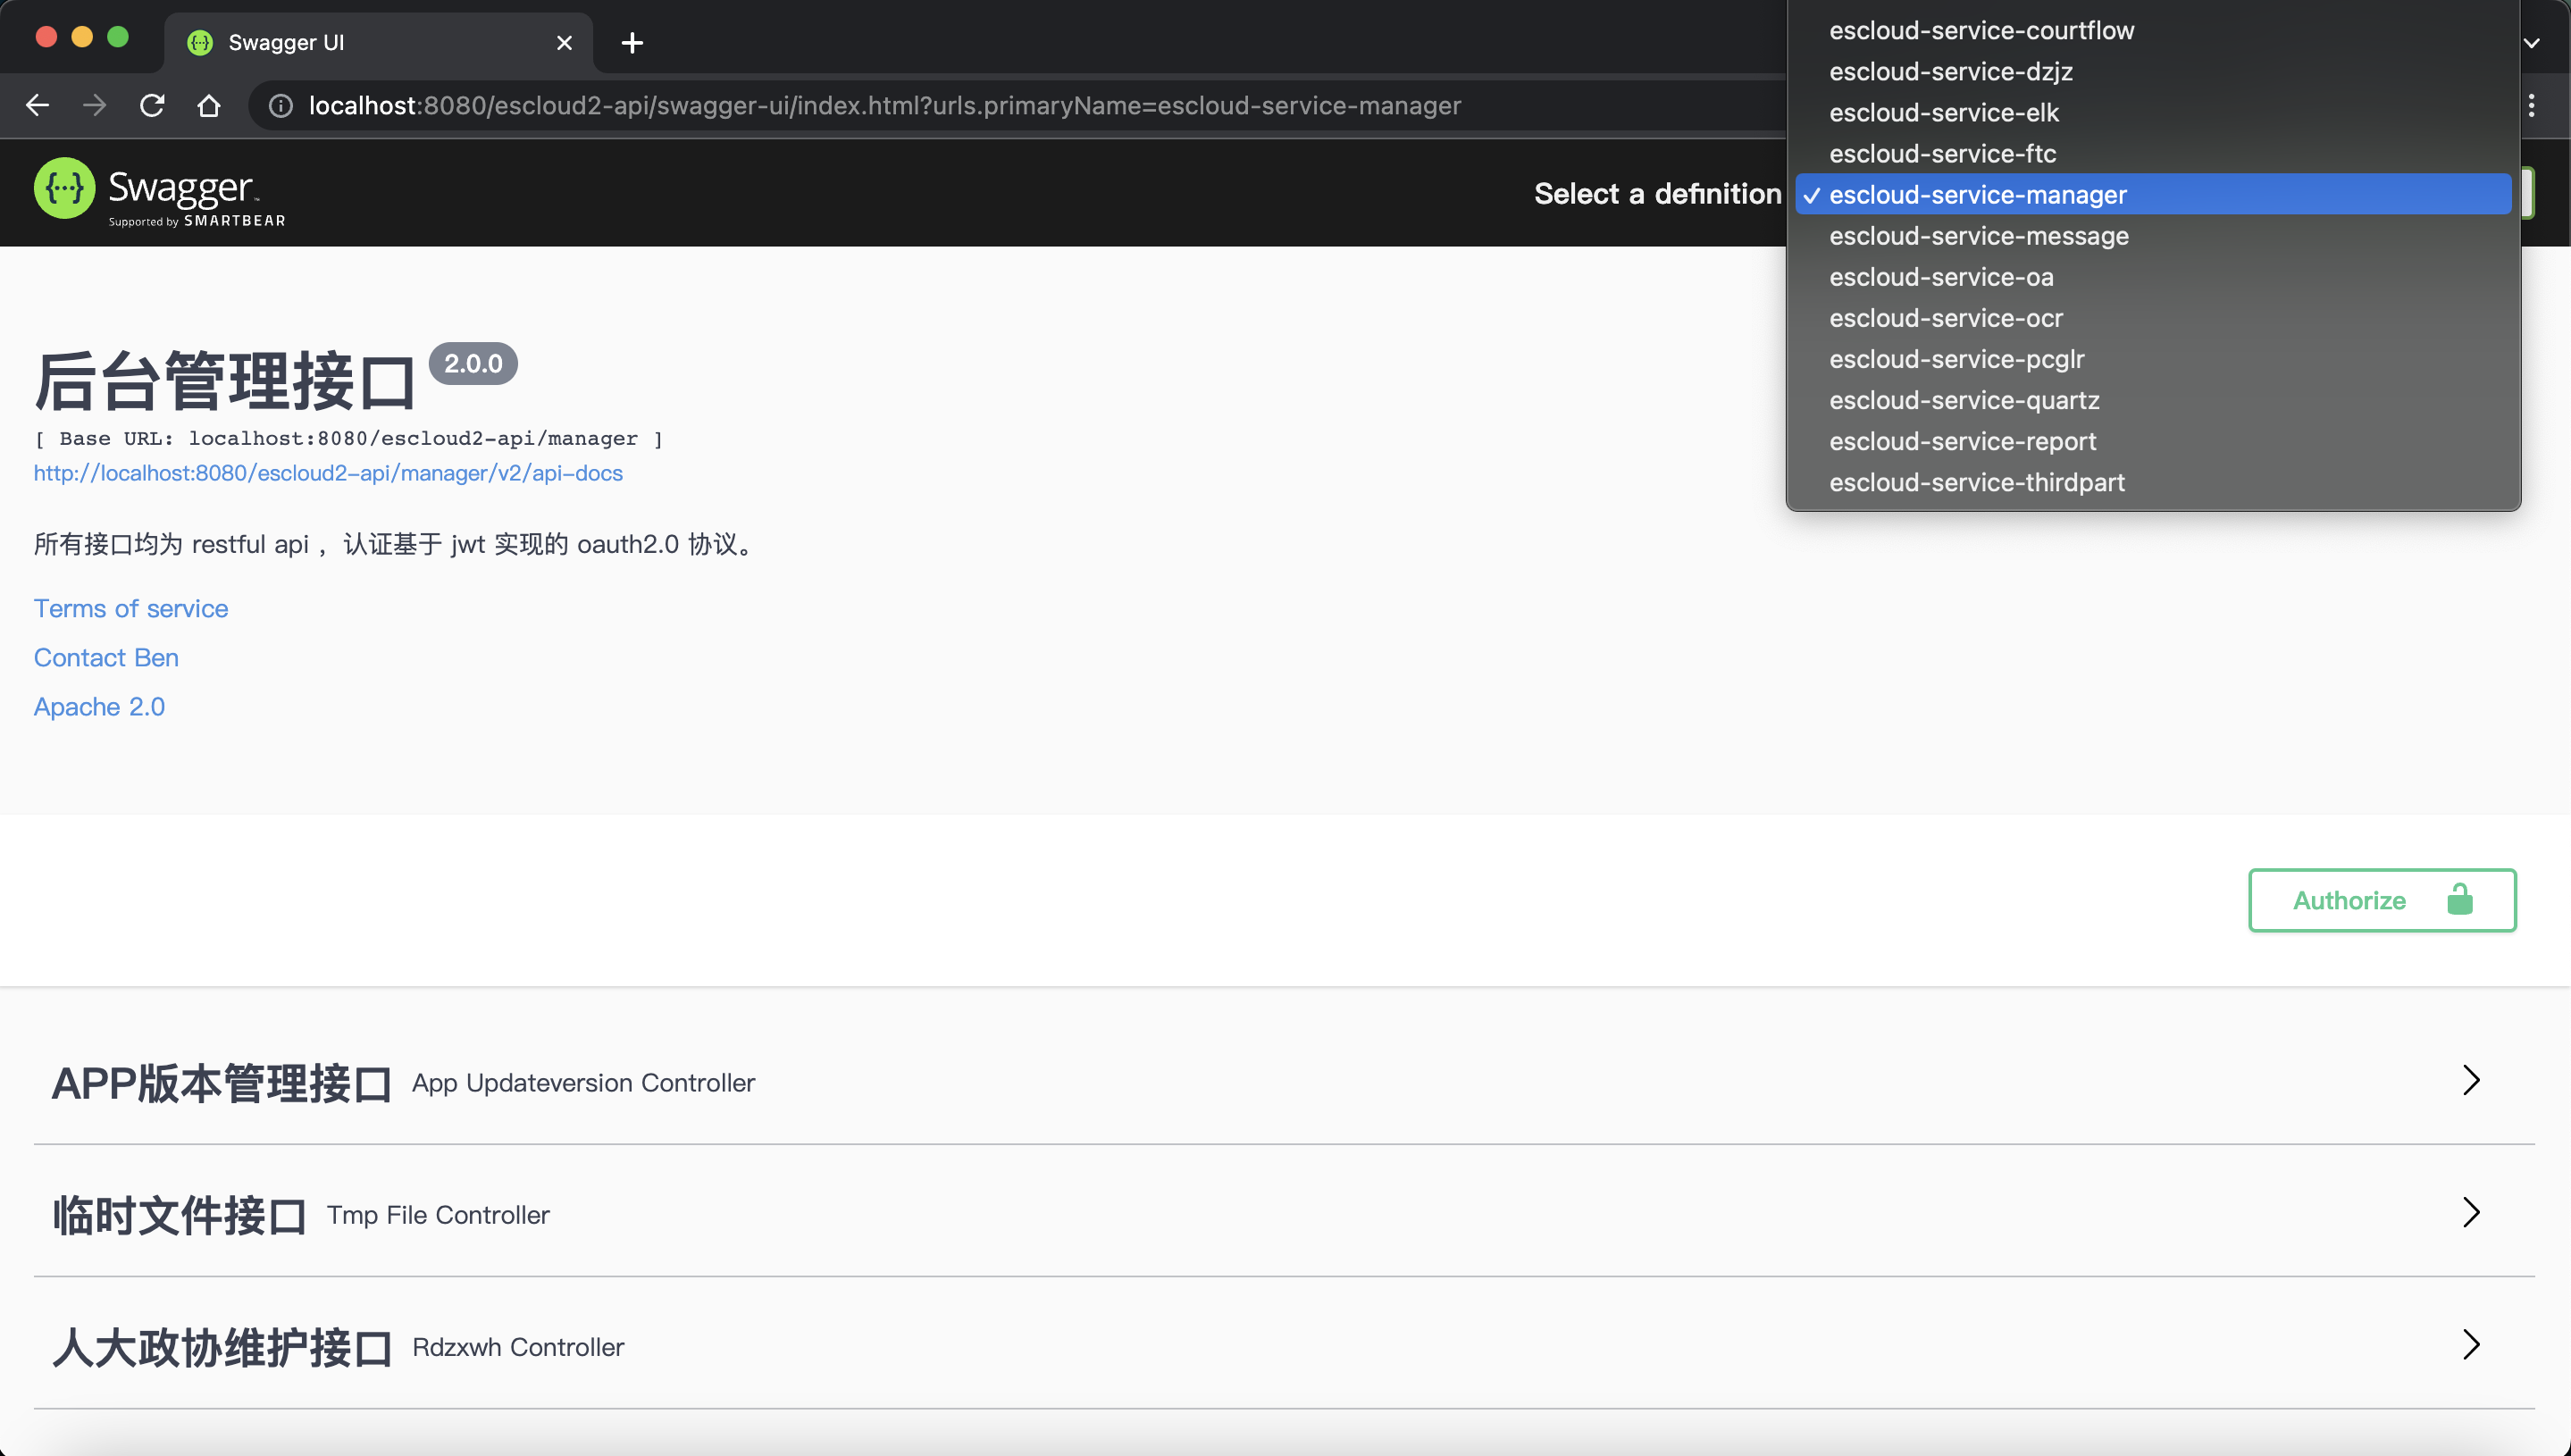 Swagger UI
localhost:8080/escloud2-api/swagger-ui/index.html?urls.primaryName=escloud-service-manager
Swagger
Supported by SMARTBEAR
Select a definition
escloud-service-courtflow
escloud-service-dzjz
escloud-service-elk
escloud-service-ftc
escloud-service-manager
escloud-service-message
escloud-service-oa
escloud-service-ocr
escloud-service-pcglr
escloud-service-quartz
escloud-service-report
escloud-service-thirdpart
后台管理接口 2.0.0
[ Base URL: localhost:8080/escloud2-api/manager ]
http://localhost:8080/escloud2-api/manager/v2/api-docs
所有接口均为 restful api ，认证基于 jwt 实现的 oauth2.0 协议。
Terms of service
Contact Ben
Apache 2.0
Authorize
APP版本管理接口 App Updateversion Controller
临时文件接口 Tmp File Controller
人大政协维护接口 Rdzxwh Controller